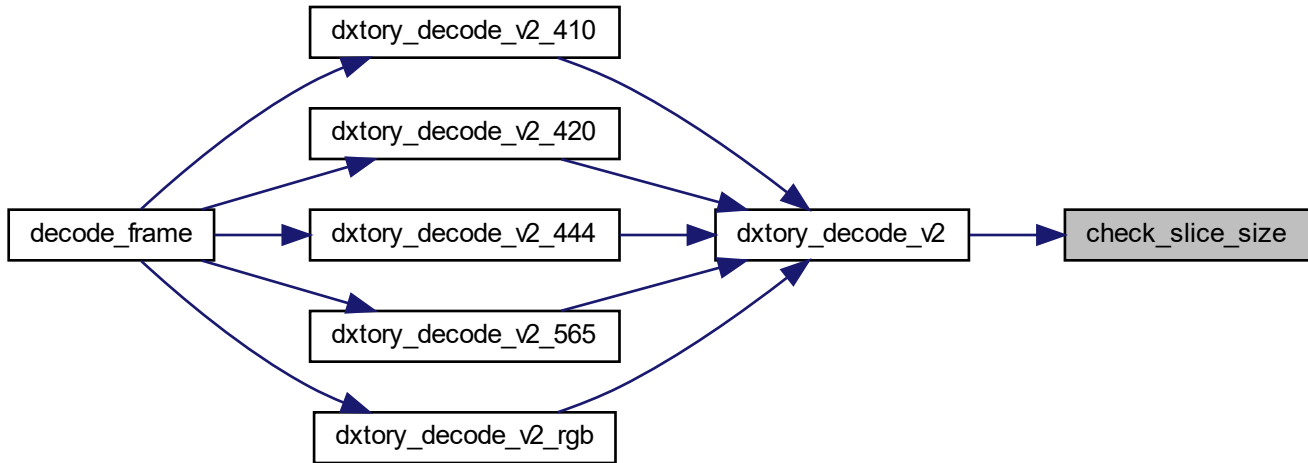 dxtory_decode_v2_410
dxtory_decode_v2_420
decode_frame
dxtory_decode_v2_444
dxtory_decode_v2
check_slice_size
dxtory_decode_v2_565
dxtory_decode_v2_rgb